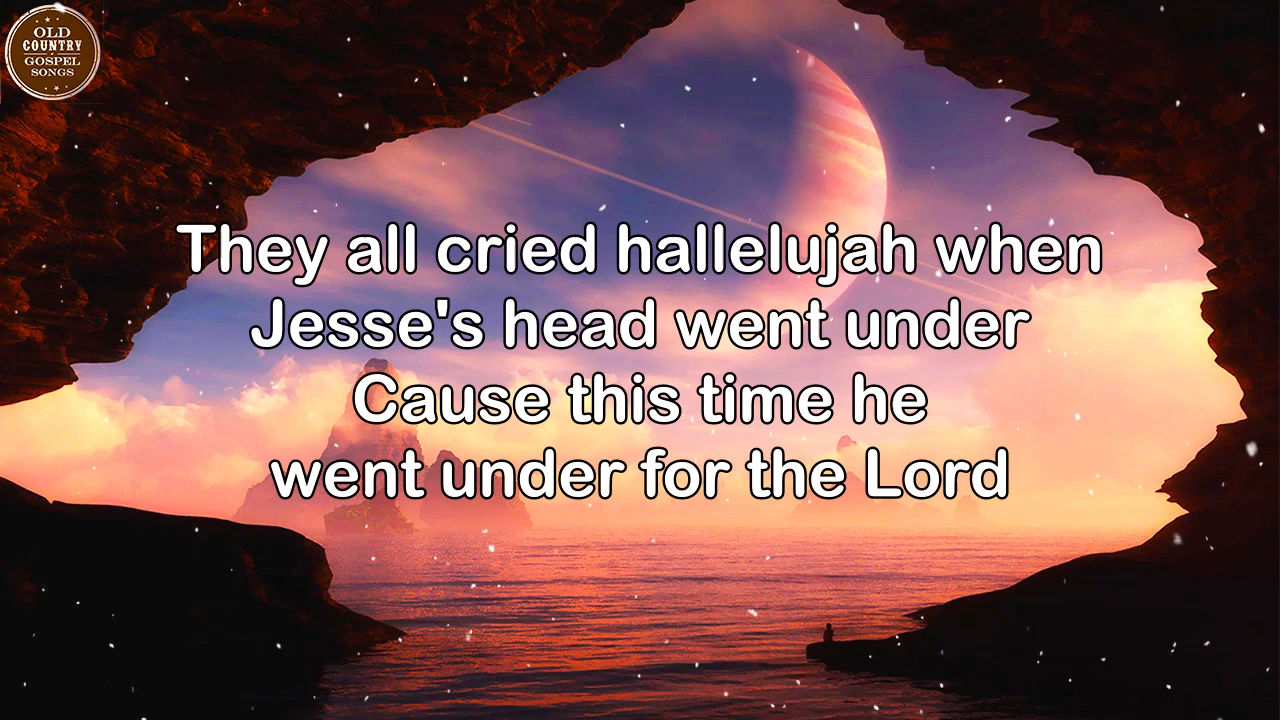 OLD
COUNTRY
GOSPEL
SONGS
They all cried hallelujah when
Jesse's head went under
Cause this time he
went under for the Lord